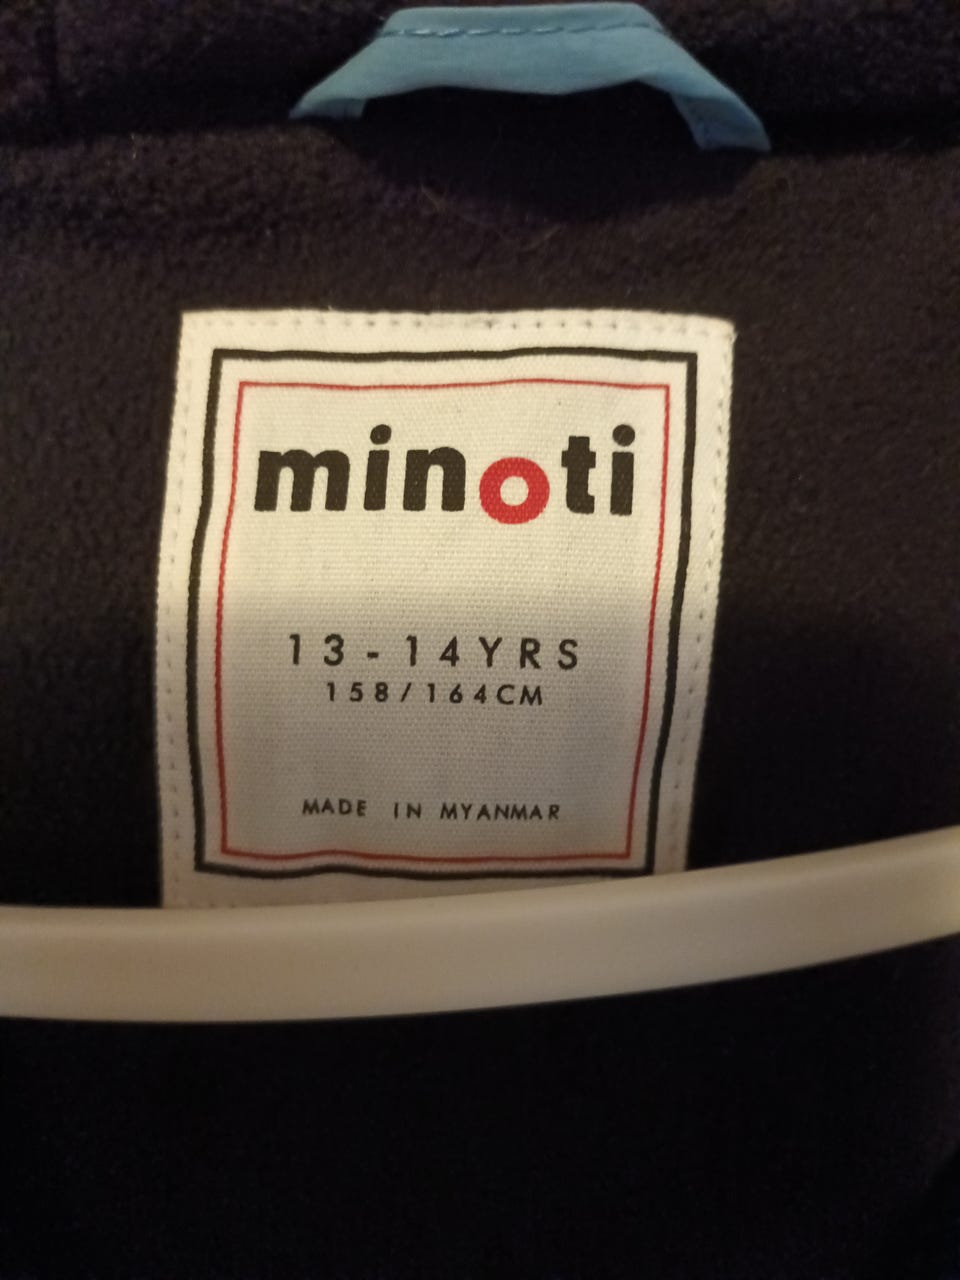 minoti
13-14YRS
158/164CM
MADE IN MYANMAR